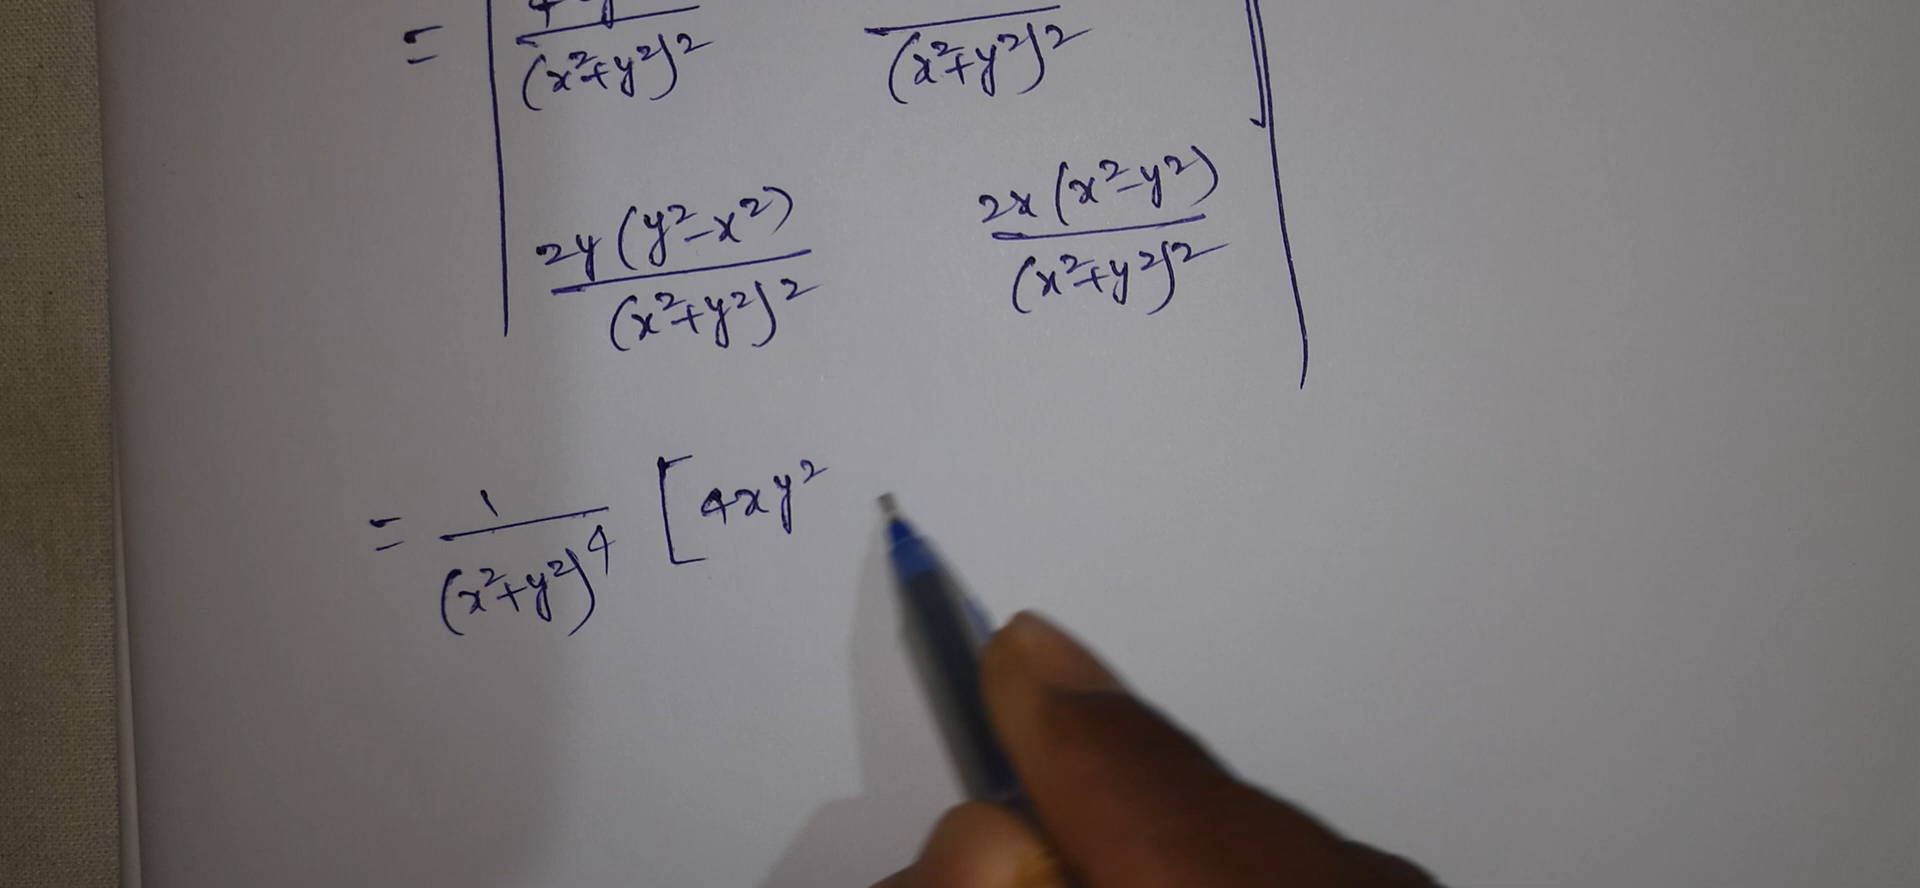 = | /(x²+y²)² /(x²+y²)² |
2y(y²-x²)/(x²+y²)² 2x(x²-y²)/(x²+y²)²
= 1/(x²+y²)⁴ [4xy²